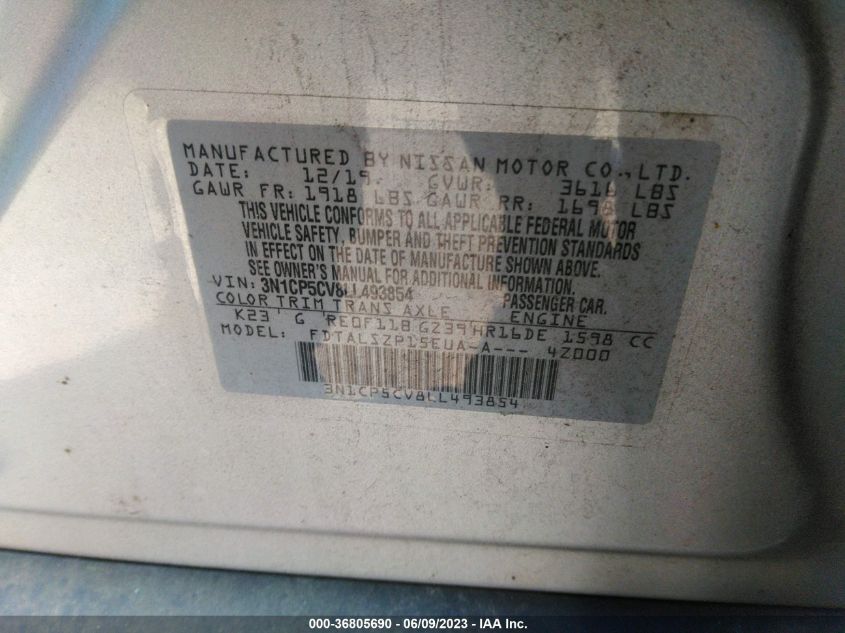 MANUFACTURED BY NISSAN MOTOR CO.,LTD.
DATE: 12/19 GVWR: 3616 LBS
GAWR FR: 1918 LBS GAWR RR: 1698 LBS
THIS VEHICLE CONFORMS TO ALL APPLICABLE FEDERAL MOTOR
VEHICLE SAFETY, BUMPER AND THEFT PREVENTION STANDARDS
IN EFFECT ON THE DATE OF MANUFACTURE SHOWN ABOVE.
SEE OWNER'S MANUAL FOR ADDITIONAL INFORMATION.
VIN: 3N1CP5CV8LL493854 PASSENGER CAR.
COLOR TRIM TRANS AXLE ENGINE
K23 G RE0F11B GZ39 HR16DE 1598 CC
MODEL: FDTALSZP15EUA-A--- 4Z000
3N1CP5CV8LL493854
000-36805690 - 06/09/2023 - IAA Inc.